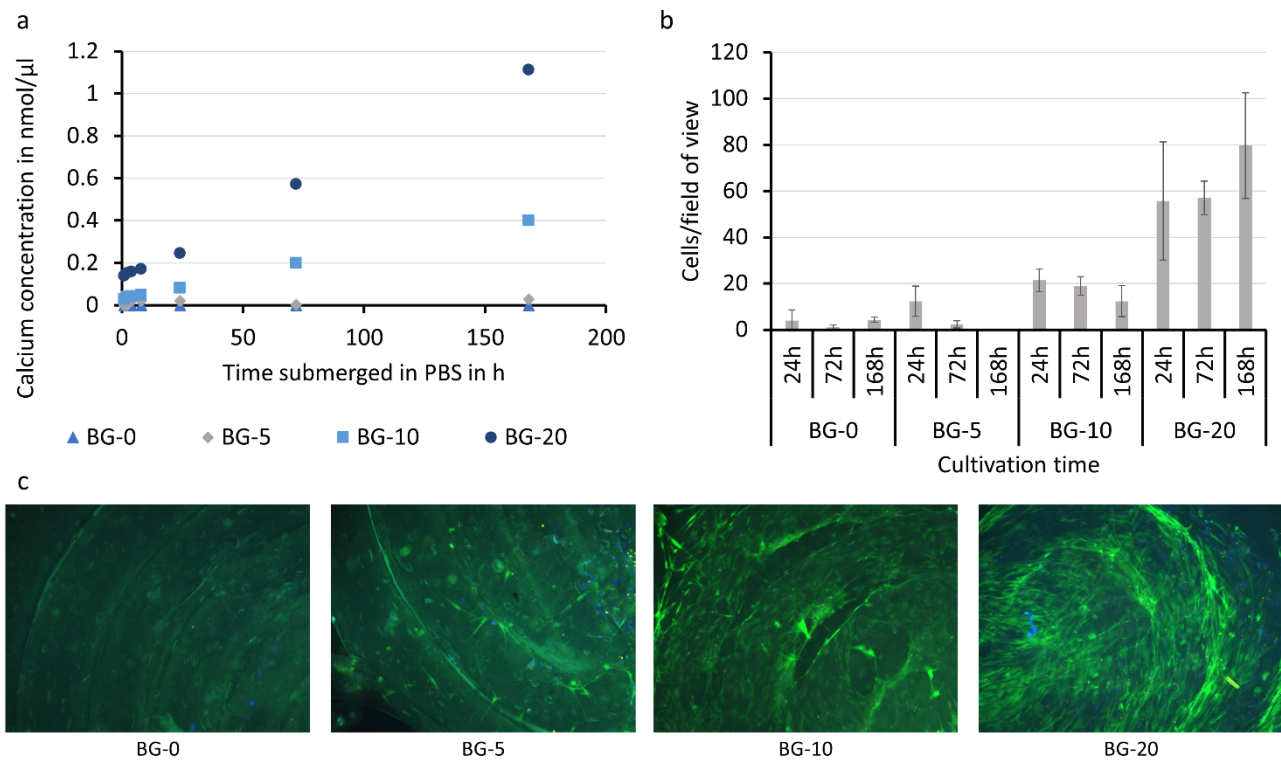 a
1.2
1
0.8
0.6
0.4
0.2
0
0 50 100 150 200
Calcium concentration in nmol/µl
Time submerged in PBS in h
BG-0 BG-5 BG-10 BG-20
b
120
100
80
60
40
20
0
Cells/field of view
24h 72h 168h 24h 72h 168h 24h 72h 168h 24h 72h 168h
BG-0 BG-5 BG-10 BG-20
Cultivation time
c
BG-0 BG-5 BG-10 BG-20